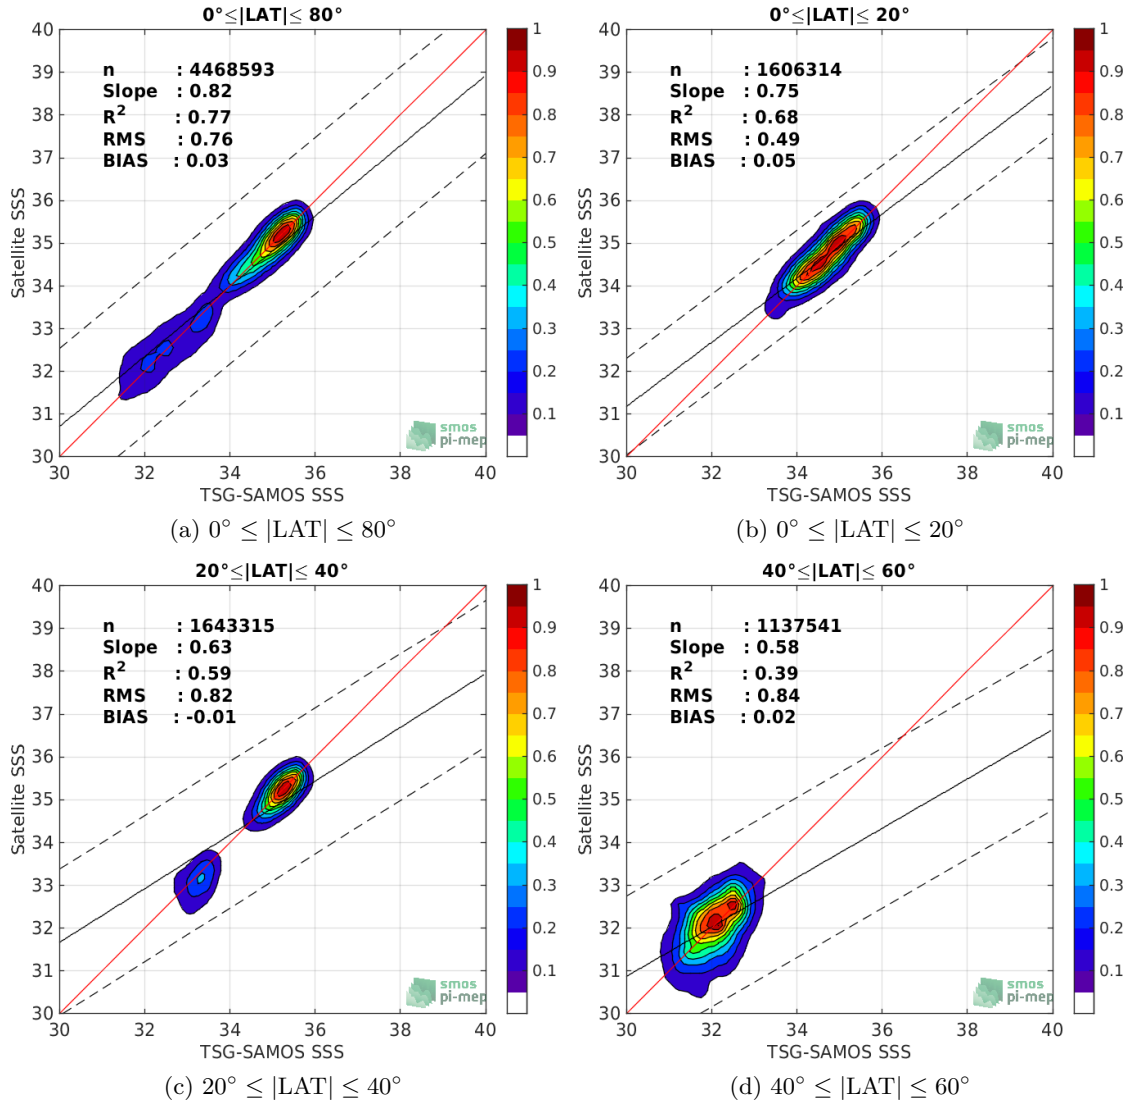 0°≤|LAT|≤ 80°
n : 4468593
Slope : 0.82
R² : 0.77
RMS : 0.76
BIAS : 0.03
40
39
38
37
36
35
34
33
32
31
30
Satellite SSS
30 32 34 36 38 40
TSG-SAMOS SSS
1
0.9
0.8
0.7
0.6
0.5
0.4
0.3
0.2
0.1
smos
pi-mep
(a) 0° ≤ |LAT| ≤ 80°
0°≤|LAT|≤ 20°
n : 1606314
Slope : 0.75
R² : 0.68
RMS : 0.49
BIAS : 0.05
40
39
38
37
36
35
34
33
32
31
30
Satellite SSS
30 32 34 36 38 40
TSG-SAMOS SSS
1
0.9
0.8
0.7
0.6
0.5
0.4
0.3
0.2
0.1
smos
pi-mep
(b) 0° ≤ |LAT| ≤ 20°
20°≤|LAT|≤ 40°
n : 1643315
Slope : 0.63
R² : 0.59
RMS : 0.82
BIAS : -0.01
40
39
38
37
36
35
34
33
32
31
30
Satellite SSS
30 32 34 36 38 40
TSG-SAMOS SSS
1
0.9
0.8
0.7
0.6
0.5
0.4
0.3
0.2
0.1
smos
pi-mep
(c) 20° ≤ |LAT| ≤ 40°
40°≤|LAT|≤ 60°
n : 1137541
Slope : 0.58
R² : 0.39
RMS : 0.84
BIAS : 0.02
40
39
38
37
36
35
34
33
32
31
30
Satellite SSS
30 32 34 36 38 40
TSG-SAMOS SSS
1
0.9
0.8
0.7
0.6
0.5
0.4
0.3
0.2
0.1
smos
pi-mep
(d) 40° ≤ |LAT| ≤ 60°